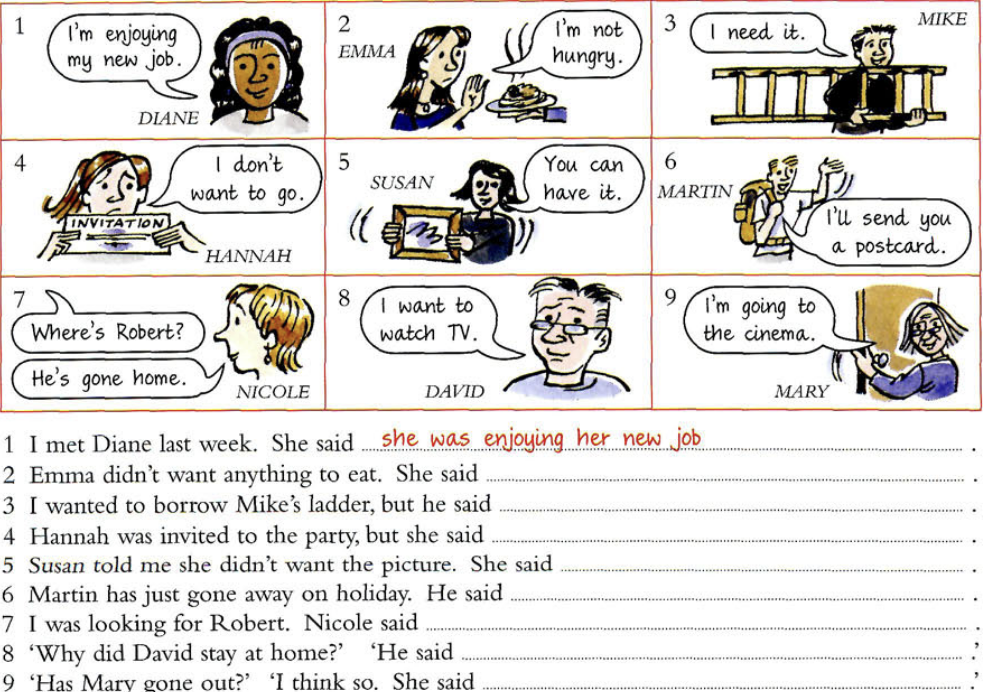 1
I'm enjoying
my new job.
DIANE
2
EMMA
I'm not
hungry.
3
I need it.
MIKE
4
I don't
want to go.
INVITATION
HANNAH
5
SUSAN
You can
have it.
6
MARTIN
I'll send you
a postcard.
7
Where's Robert?
He's gone home.
NICOLE
8
I want to
watch TV.
DAVID
9
I'm going to
the cinema.
MARY
1 I met Diane last week. She said she was enjoying her new job .
2 Emma didn't want anything to eat. She said .
3 I wanted to borrow Mike's ladder, but he said .
4 Hannah was invited to the party, but she said .
5 Susan told me she didn't want the picture. She said .
6 Martin has just gone away on holiday. He said .
7 I was looking for Robert. Nicole said .
8 'Why did David stay at home?' 'He said .'
9 'Has Mary gone out?' 'I think so. She said .'